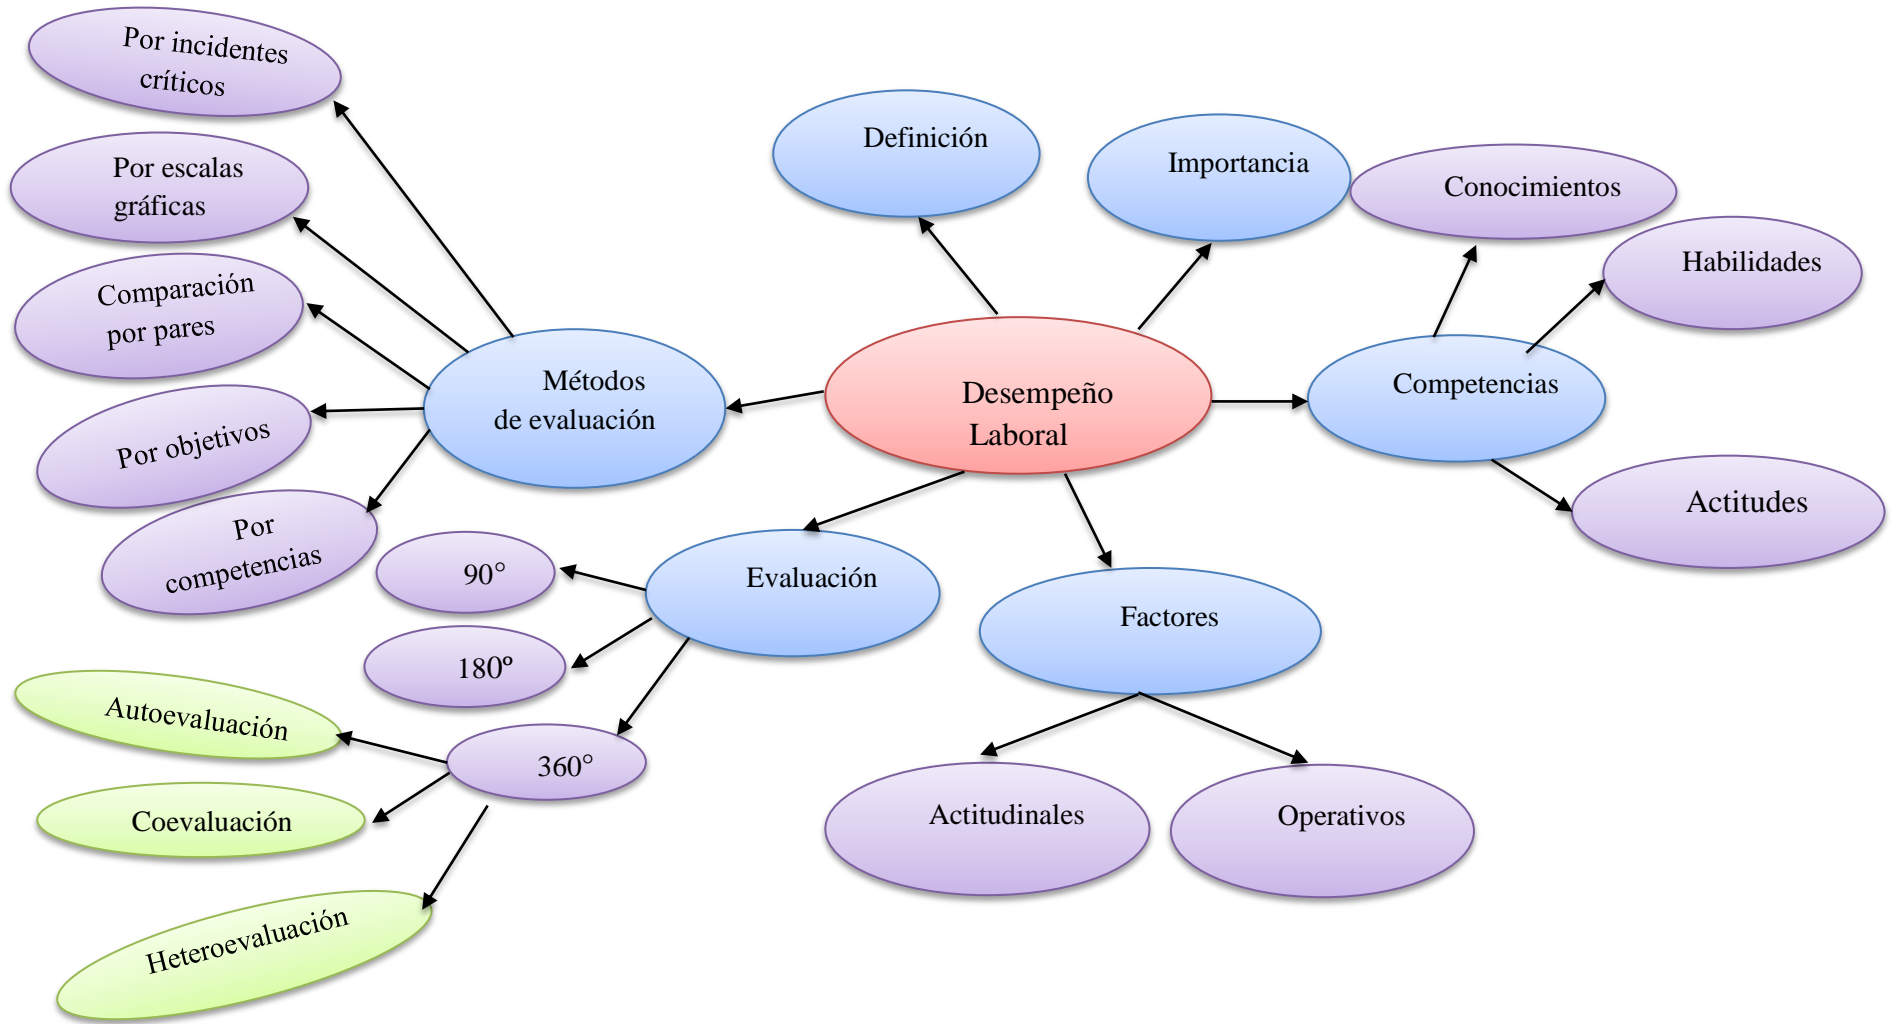 Por incidentes
críticos
Por escalas
gráficas
Comparación
por pares
Por objetivos
Por
competencias
Métodos
de evaluación
Definición
Importancia
Desempeño
Laboral
Conocimientos
Habilidades
Competencias
Actitudes
Evaluación
90°
180º
360°
Autoevaluación
Coevaluación
Heteroevaluación
Factores
Actitudinales
Operativos